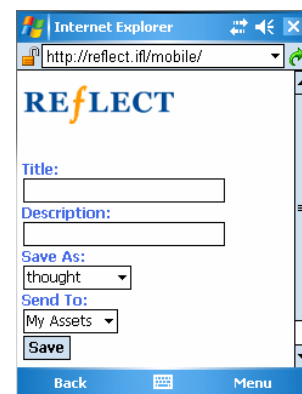 Internet Explorer
http://reflect.ifl/mobile/
REfLECT
Title:
Description:
Save As:
thought
Send To:
My Assets
Save
Back Menu